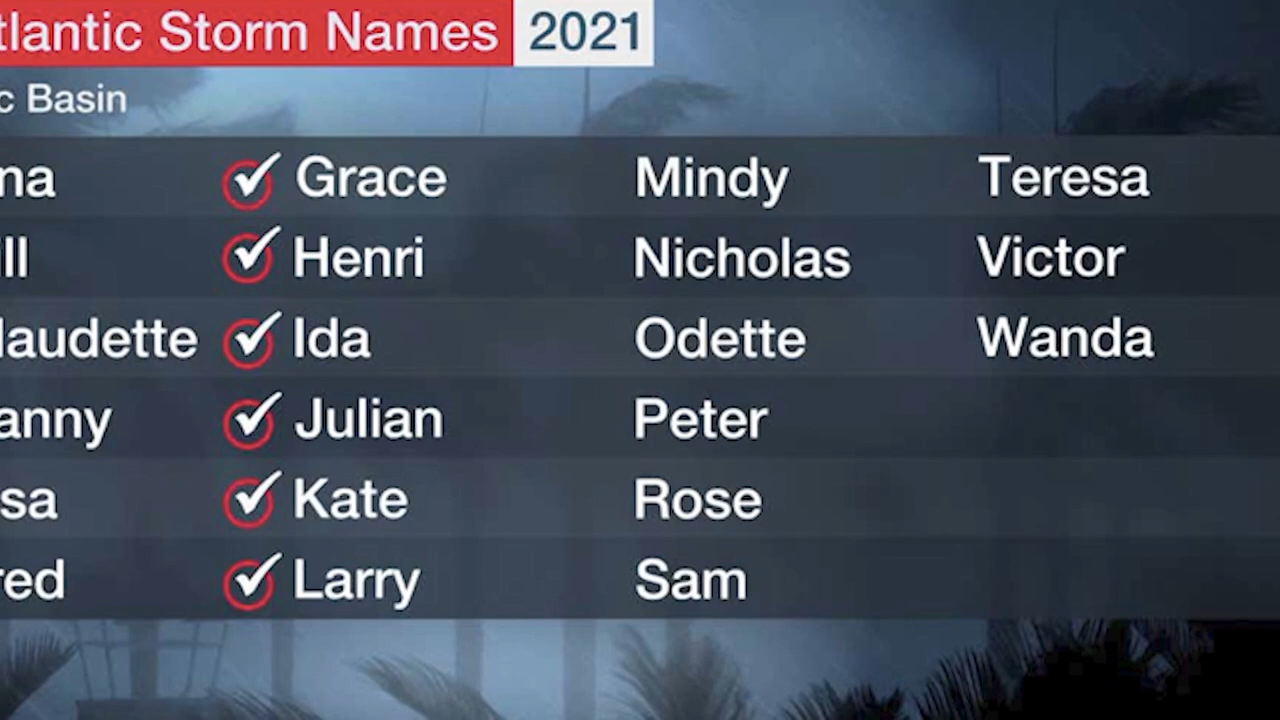 tlantic Storm Names 2021
c Basin
na Grace Mindy Teresa
ll Henri Nicholas Victor
laudette Ida Odette Wanda
anny Julian Peter
sa Kate Rose
red Larry Sam